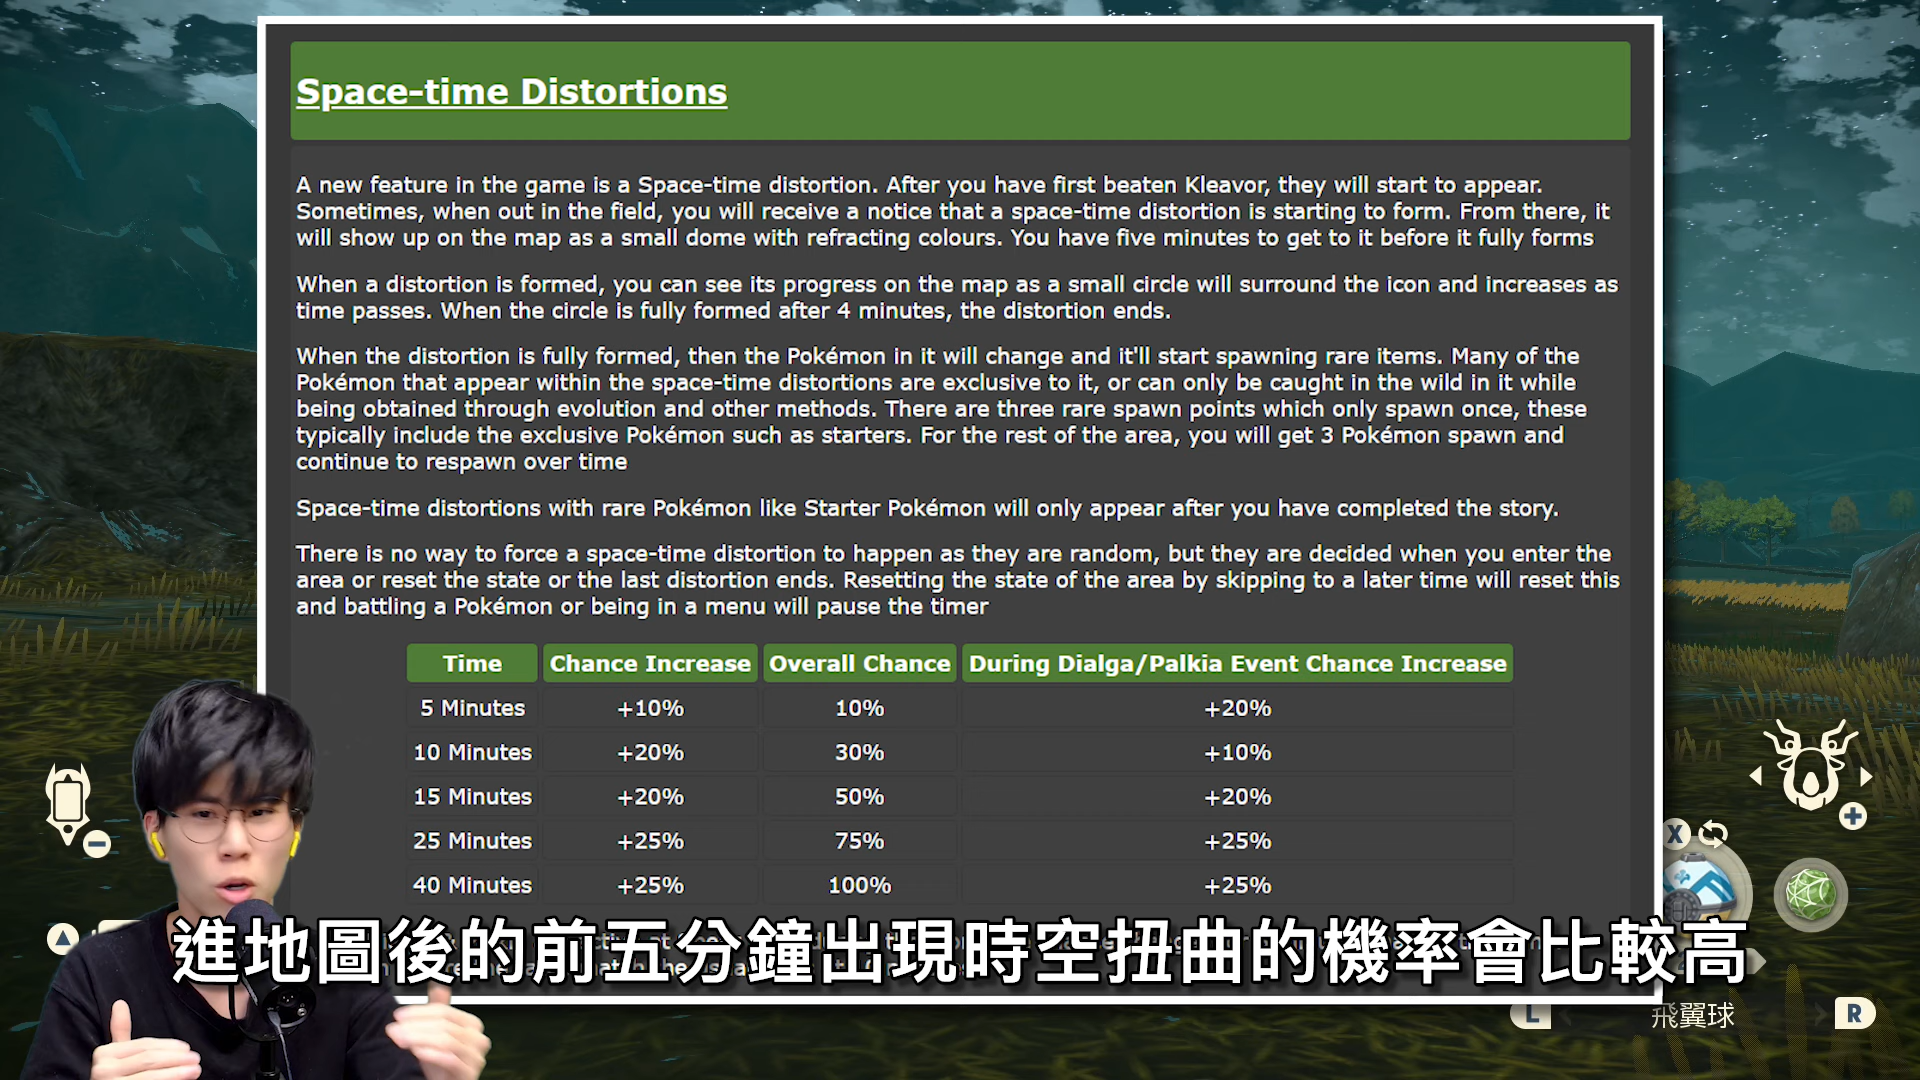 Space-time Distortions
A new feature in the game is a Space-time distortion. After you have first beaten Kleavor, they will start to appear.
Sometimes, when out in the field, you will receive a notice that a space-time distortion is starting to form. From there, it
will show up on the map as a small dome with refracting colours. You have five minutes to get to it before it fully forms
When a distortion is formed, you can see its progress on the map as a small circle will surround the icon and increases as
time passes. When the circle is fully formed after 4 minutes, the distortion ends.
When the distortion is fully formed, then the Pokémon in it will change and it'll start spawning rare items. Many of the
Pokémon that appear within the space-time distortions are exclusive to it, or can only be caught in the wild in it while
being obtained through evolution and other methods. There are three rare spawn points which only spawn once, these
typically include the exclusive Pokémon such as starters. For the rest of the area, you will get 3 Pokémon spawn and
continue to respawn over time
Space-time distortions with rare Pokémon like Starter Pokémon will only appear after you have completed the story.
There is no way to force a space-time distortion to happen as they are random, but they are decided when you enter the
area or reset the state or the last distortion ends. Resetting the state of the area by skipping to a later time will reset this
and battling a Pokémon or being in a menu will pause the timer
Time Chance Increase Overall Chance During Dialga/Palkia Event Chance Increase
5 Minutes +10% 10% +20%
10 Minutes +20% 30% +10%
15 Minutes +20% 50% +20%
25 Minutes +25% 75% +25%
40 Minutes +25% 100% +25%
X
進地圖後的前五分鐘出現時空扭曲的機率會比較高
L 飛翼球 R